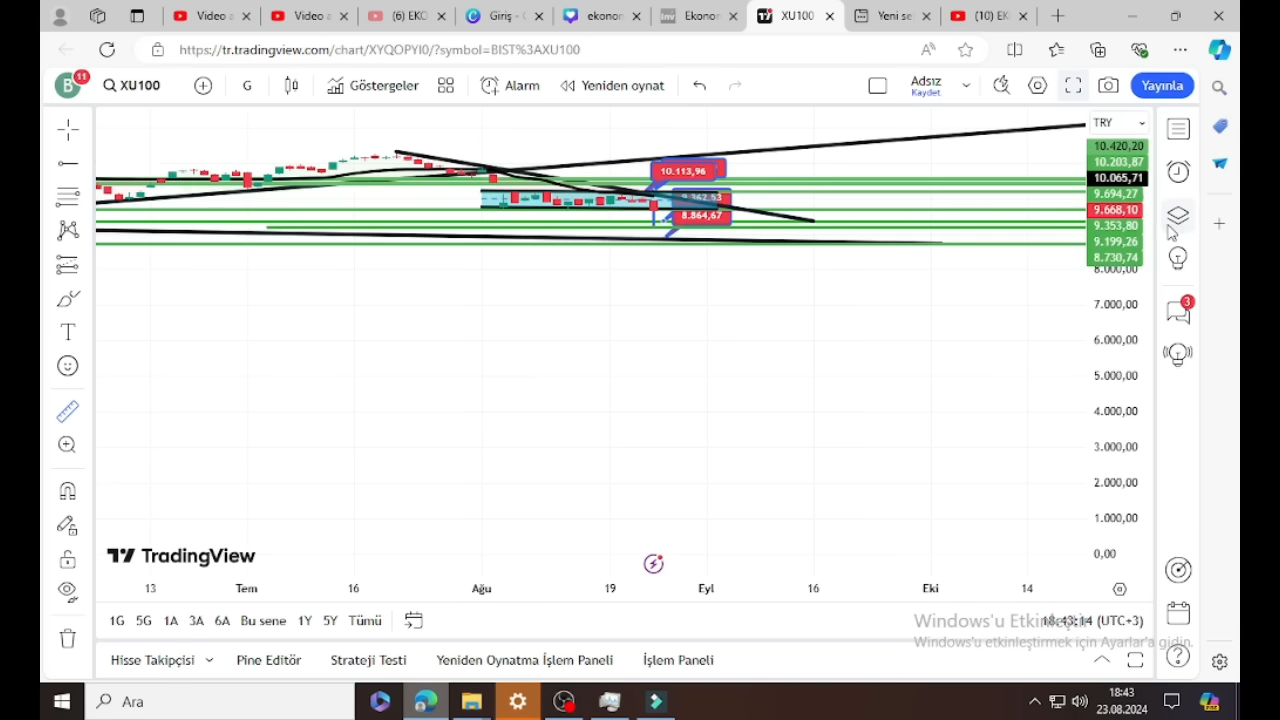 Video a
Video a
(6) EKO
Giriş - C
ekonom
Ekonom
XU100
Yeni se
(10) EK
https://tr.tradingview.com/chart/XYQOPYI0/?symbol=BIST%3AXU100
B
11
XU100
G
Göstergeler
Alarm
Yeniden oynat
Adsız
Kaydet
Yayınla
TRY
10.420,20
10.203,87
10.065,71
9.694,27
9.668,10
9.353,80
9.199,26
8.730,74
10.113,96
8.864,67
8.000,00
7.000,00
6.000,00
5.000,00
4.000,00
3.000,00
2.000,00
1.000,00
0,00
3
TradingView
13
Tem
16
Ağu
19
Eyl
16
Eki
14
1G 5G 1A 3A 6A Bu sene 1Y 5Y Tümü
18:43:14 (UTC+3)
Windows'u Etkinleştir
Windows'u etkinleştirmek için Ayarlar'a gidin.
Hisse Takipçisi
Pine Editör
Strateji Testi
Yeniden Oynatma İşlem Paneli
İşlem Paneli
Ara
18:43
23.08.2024